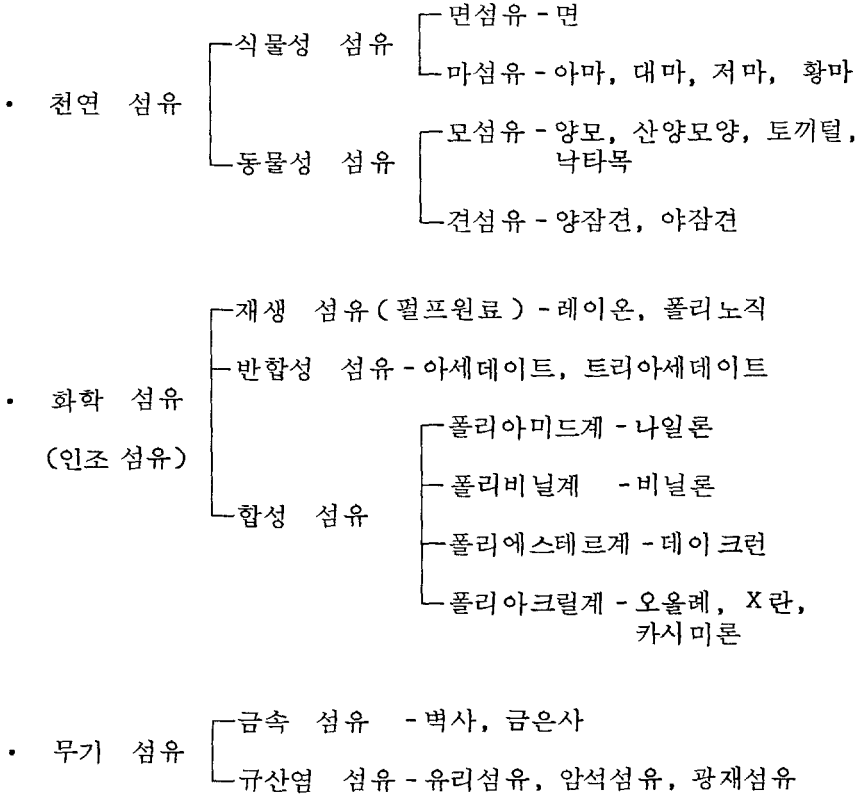 면섬유 - 면
식물성 섬유
마섬유 - 아마, 대마, 저마, 황마
· 천연 섬유
모섬유 - 양모, 산양모양, 토끼털,
동물성 섬유
낙타목
견섬유 - 양잠견, 야잠견
재생 섬유 ( 펄프원료 ) - 레이온, 폴리노직
반합성 섬유 - 아세데이트, 트리아세데이트
· 화학 섬유
(인조 섬유)
폴리아미드계 - 나일론
폴리비닐계 - 비닐론
합성 섬유
폴리에스테르계 - 데이크런
폴리아크릴계 - 오올례, X란,
카시미론
금속 섬유 - 벽사, 금은사
· 무기 섬유
규산염 섬유 - 유리섬유, 암석섬유, 광재섬유